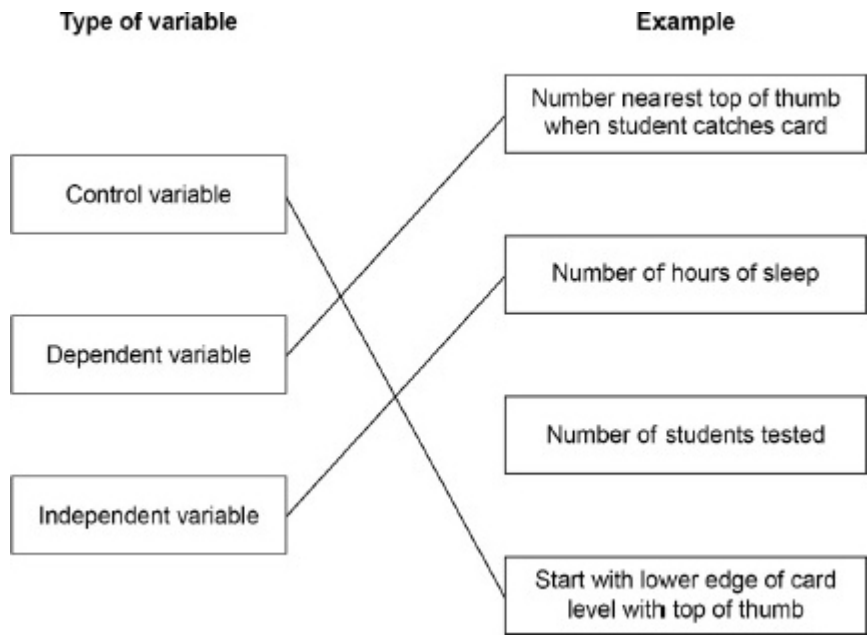 Type of variable
Example
Number nearest top of thumb
when student catches card
Control variable
Number of hours of sleep
Dependent variable
Number of students tested
Independent variable
Start with lower edge of card
level with top of thumb